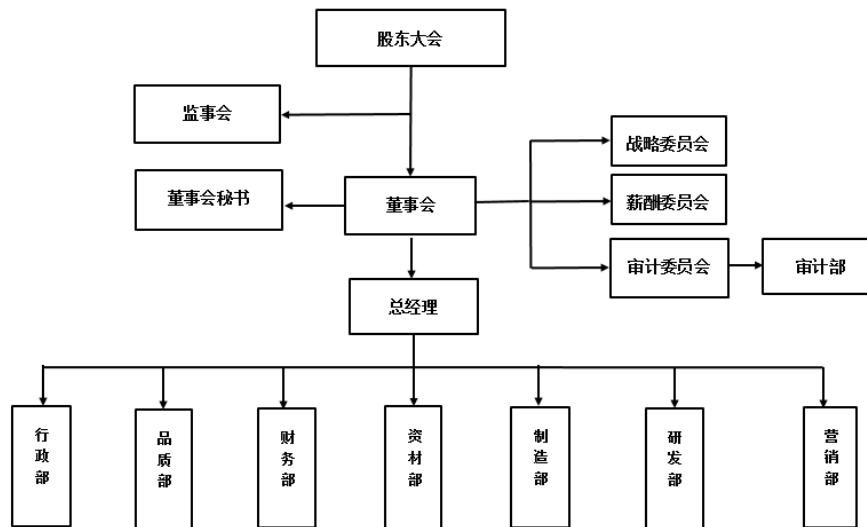 股东大会
监事会
战略委员会
董事会秘书
董事会
薪酬委员会
审计委员会
审计部
总经理
行政部
品质部
财务部
资材部
制造部
研发部
营销部